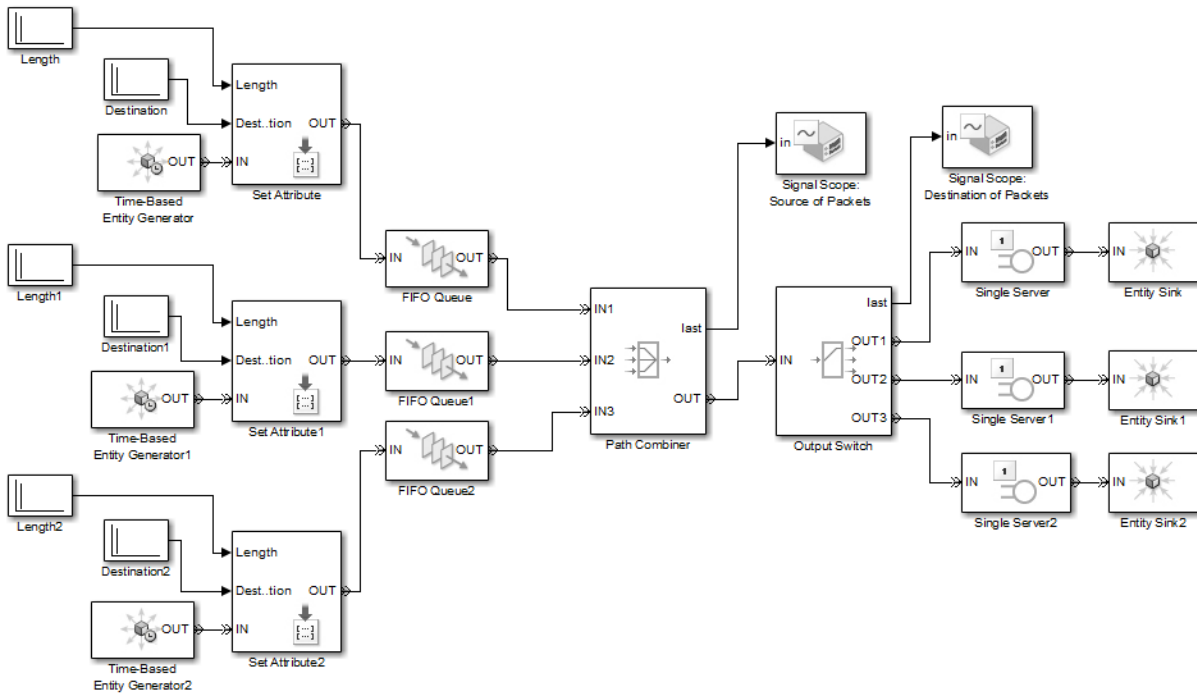 Length
Destination
OUT
Time-Based
Entity Generator
Length
Dest..tion
OUT
IN
Set Attribute
IN
OUT
FIFO Queue
Length1
Destination1
OUT
Time-Based
Entity Generator1
Length
Dest..tion
OUT
IN
Set Attribute1
IN
OUT
FIFO Queue1
Length2
Destination2
OUT
Time-Based
Entity Generator2
Length
Dest..tion
OUT
IN
Set Attribute2
IN
OUT
FIFO Queue2
IN1
IN2
IN3
last
OUT
Path Combiner
in
Signal Scope:
Source of Packets
IN
last
OUT1
OUT2
OUT3
Output Switch
in
Signal Scope:
Destination of Packets
IN
1
OUT
Single Server
IN
Entity Sink
IN
1
OUT
Single Server1
IN
Entity Sink1
IN
1
OUT
Single Server2
IN
Entity Sink2